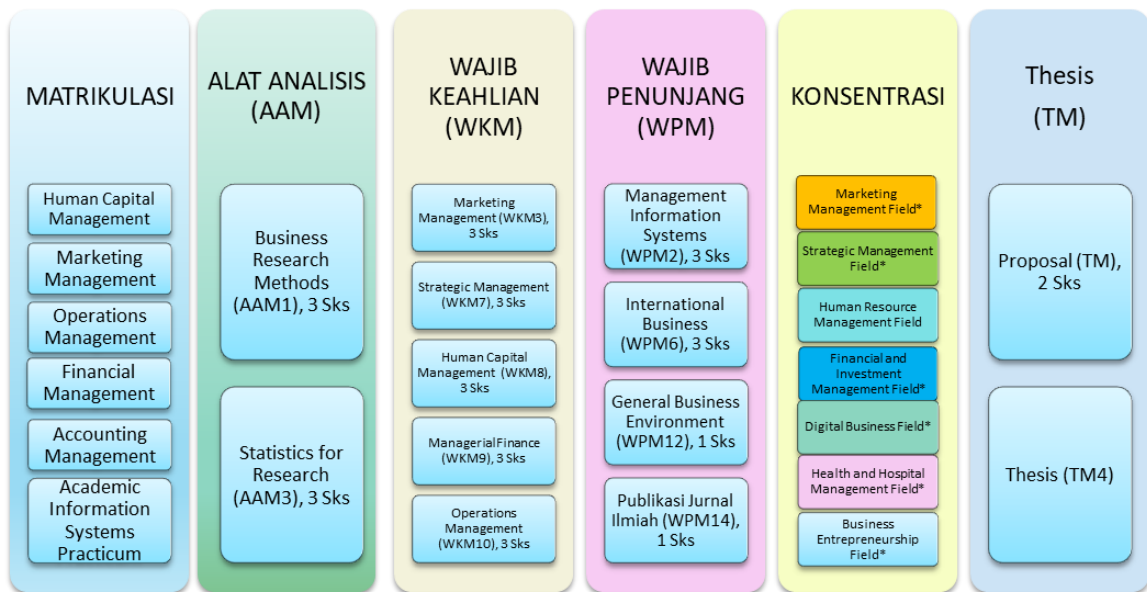 MATRIKULASI
Human Capital
Management
Marketing
Management
Operations
Management
Financial
Management
Accounting
Management
Academic
Information
Systems
Practicum
ALAT ANALISIS
(AAM)
Business
Research
Methods
(AAM1), 3 Sks
Statistics for
Research
(AAM3), 3 Sks
WAJIB
KEAHLIAN
(WKM)
Marketing
Management (WKM3),
3 Sks
Strategic Management
(WKM7), 3 Sks
Human Capital
Management (WKM8),
3 Sks
Managerial Finance
(WKM9), 3 Sks
Operations
Management
(WKM10), 3 Sks
WAJIB
PENUNJANG
(WPM)
Management
Information
Systems
(WPM2), 3 Sks
International
Business
(WPM6), 3 Sks
General Business
Environment
(WPM12), 1 Sks
Publikasi Jurnal
Ilmiah (WPM14),
1 Sks
KONSENTRASI
Marketing
Management Field*
Strategic Management
Field*
Human Resource
Management Field
Financial and
Investment
Management Field*
Digital Business Field*
Health and Hospital
Management Field*
Business
Entrepreneurship
Field*
Thesis
(TM)
Proposal (TM),
2 Sks
Thesis (TM4)